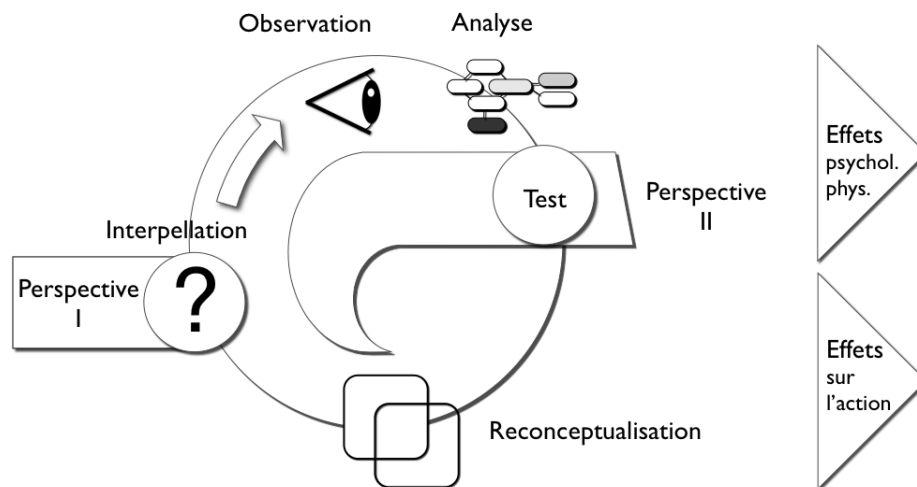 Observation
Analyse
Effets
psychol.
phys.
Test
Perspective
II
Interpellation
Perspective
I
?
Effets
sur
l'action
Reconceptualisation